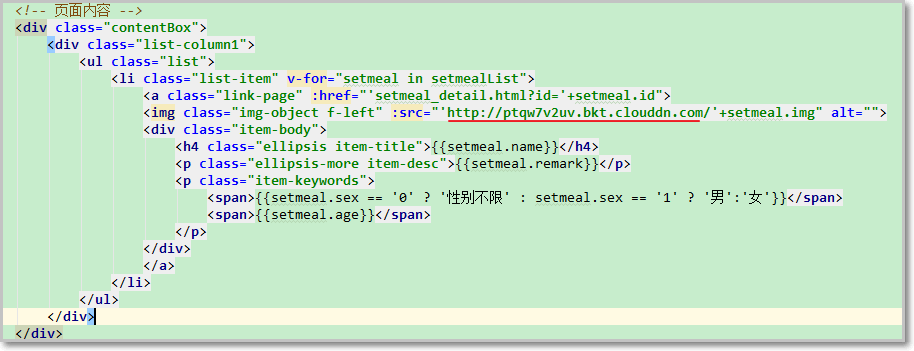 <!-- 页面内容 -->
<div class="contentBox">
<div class="list-column1">
<ul class="list">
<li class="list-item" v-for="setmeal in setmealList">
<a class="link-page" :href="'setmeal_detail.html?id='+setmeal.id">
<img class="img-object f-left" :src="'http://ptqw7v2uv.bkt.clouddn.com/'+setmeal.img" alt="">
<div class="item-body">
<h4 class="ellipsis item-title">{{setmeal.name}}</h4>
<p class="ellipsis-more item-desc">{{setmeal.remark}}</p>
<p class="item-keywords">
<span>{{setmeal.sex == '0' ? '性别不限' : setmeal.sex == '1' ? '男':'女'}}</span>
<span>{{setmeal.age}}</span>
</p>
</div>
</a>
</li>
</ul>
</div>
</div>